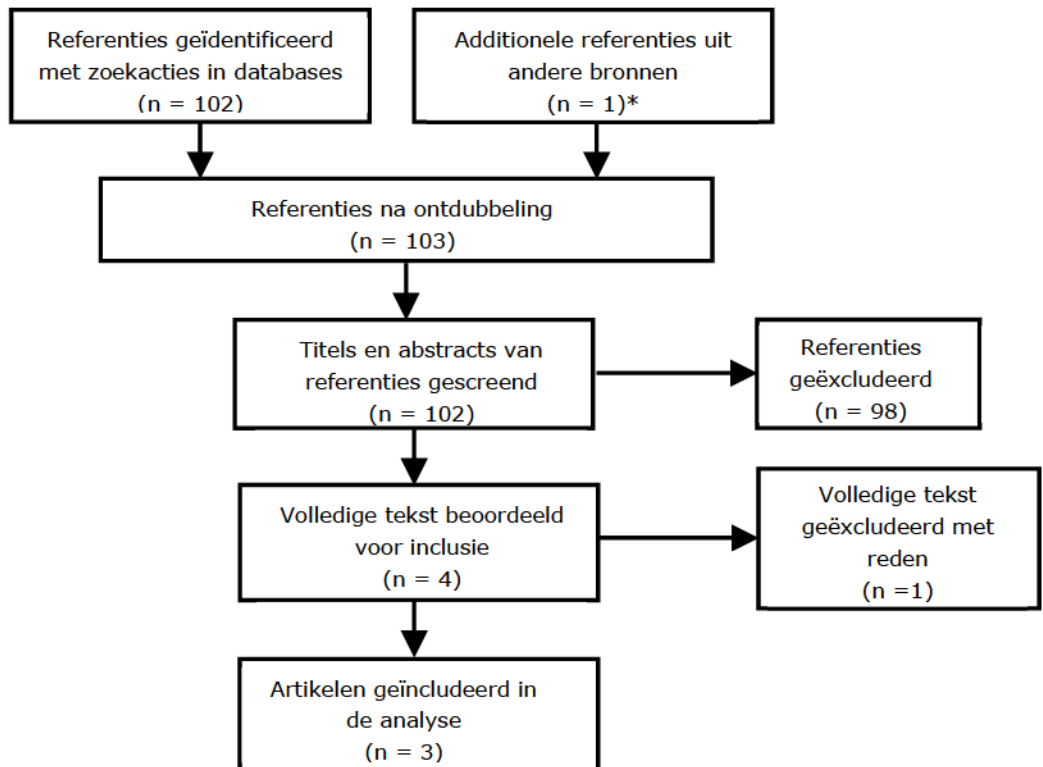 Referenties geïdentificeerd
met zoekacties in databases
(n = 102)
Additionele referenties uit
andere bronnen
(n = 1)*
Referenties na ontdubbeling
(n = 103)
Titels en abstracts van
referenties gescreend
(n = 102)
Referenties
geëxcludeerd
(n = 98)
Volledige tekst beoordeeld
voor inclusie
(n = 4)
Volledige tekst
geëxcludeerd met
reden
(n =1)
Artikelen geïncludeerd in
de analyse
(n = 3)